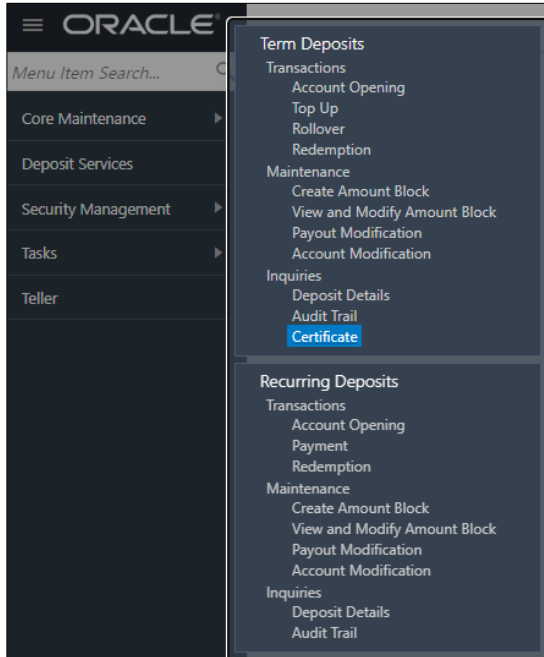 ORACLE
Menu Item Search...
Core Maintenance
Deposit Services
Security Management
Tasks
Teller
Term Deposits
Transactions
Account Opening
Top Up
Rollover
Redemption
Maintenance
Create Amount Block
View and Modify Amount Block
Payout Modification
Account Modification
Inquiries
Deposit Details
Audit Trail
Certificate
Recurring Deposits
Transactions
Account Opening
Payment
Redemption
Maintenance
Create Amount Block
View and Modify Amount Block
Payout Modification
Account Modification
Inquiries
Deposit Details
Audit Trail